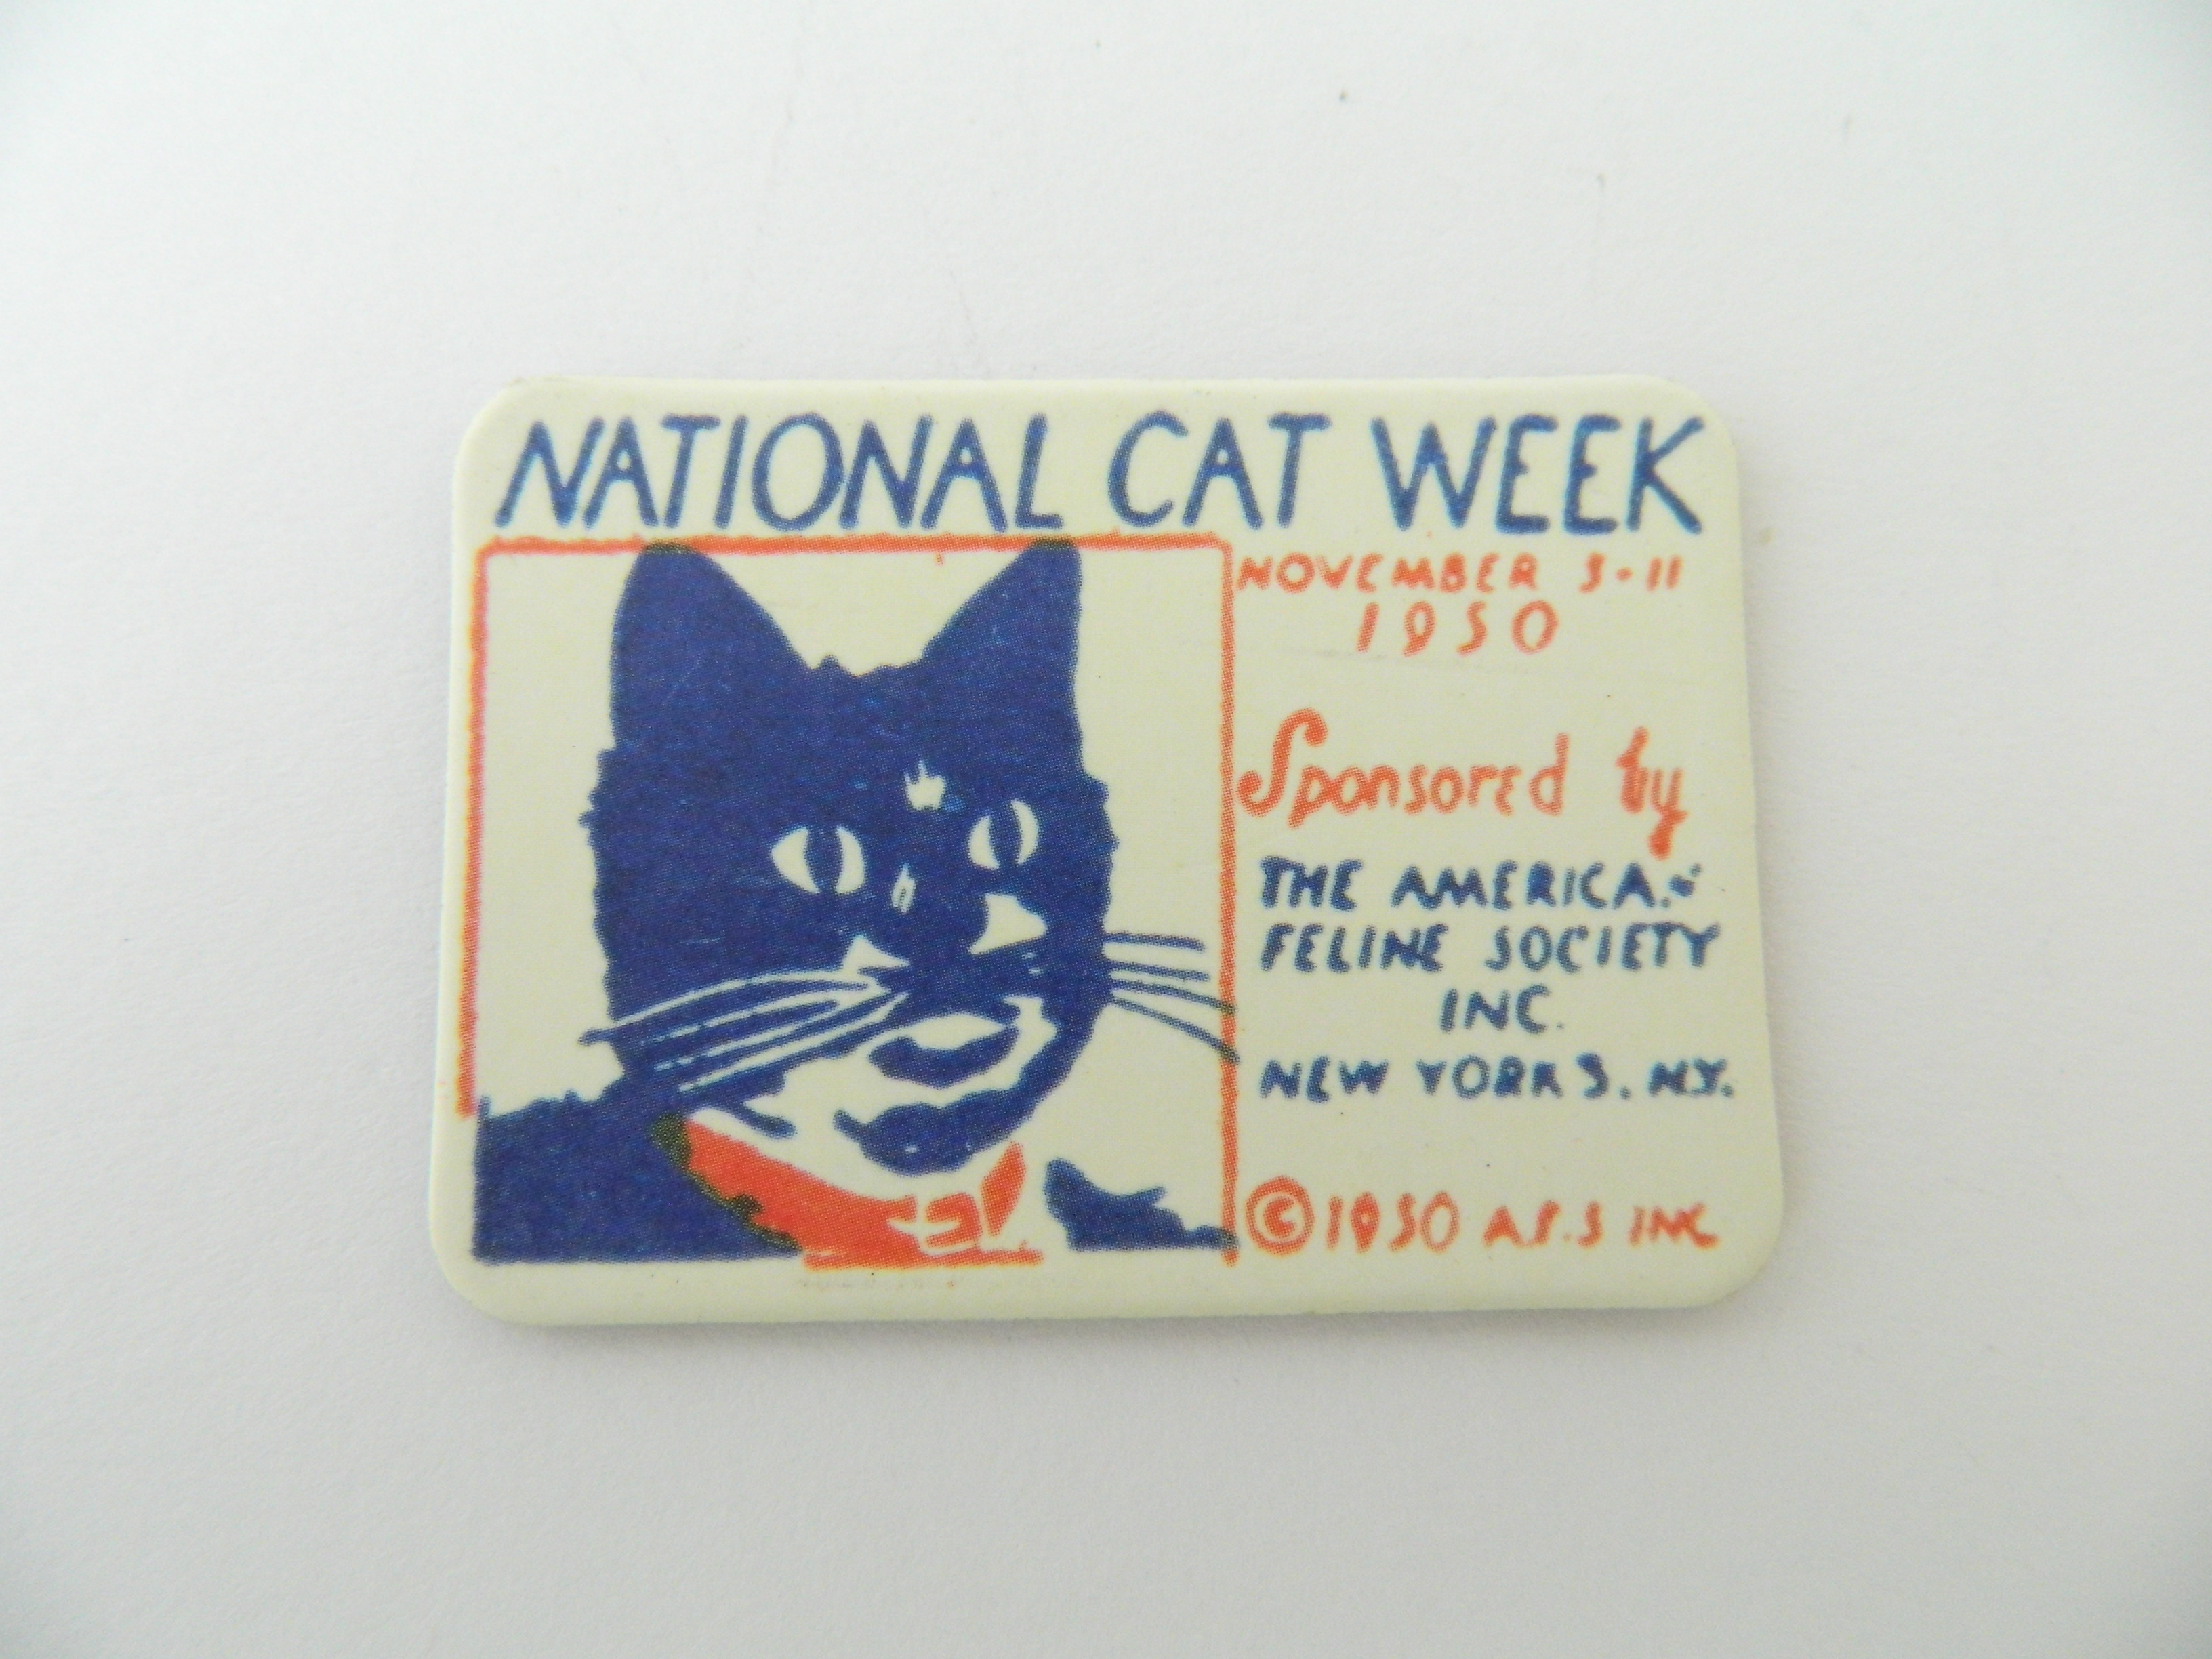 NATIONAL CAT WEEK
NOVEMBER 5-11
1950
Sponsored by
THE AMERICAN
FELINE SOCIETY
INC.
NEW YORK 3. N.Y.
©1950 A.F.S INC